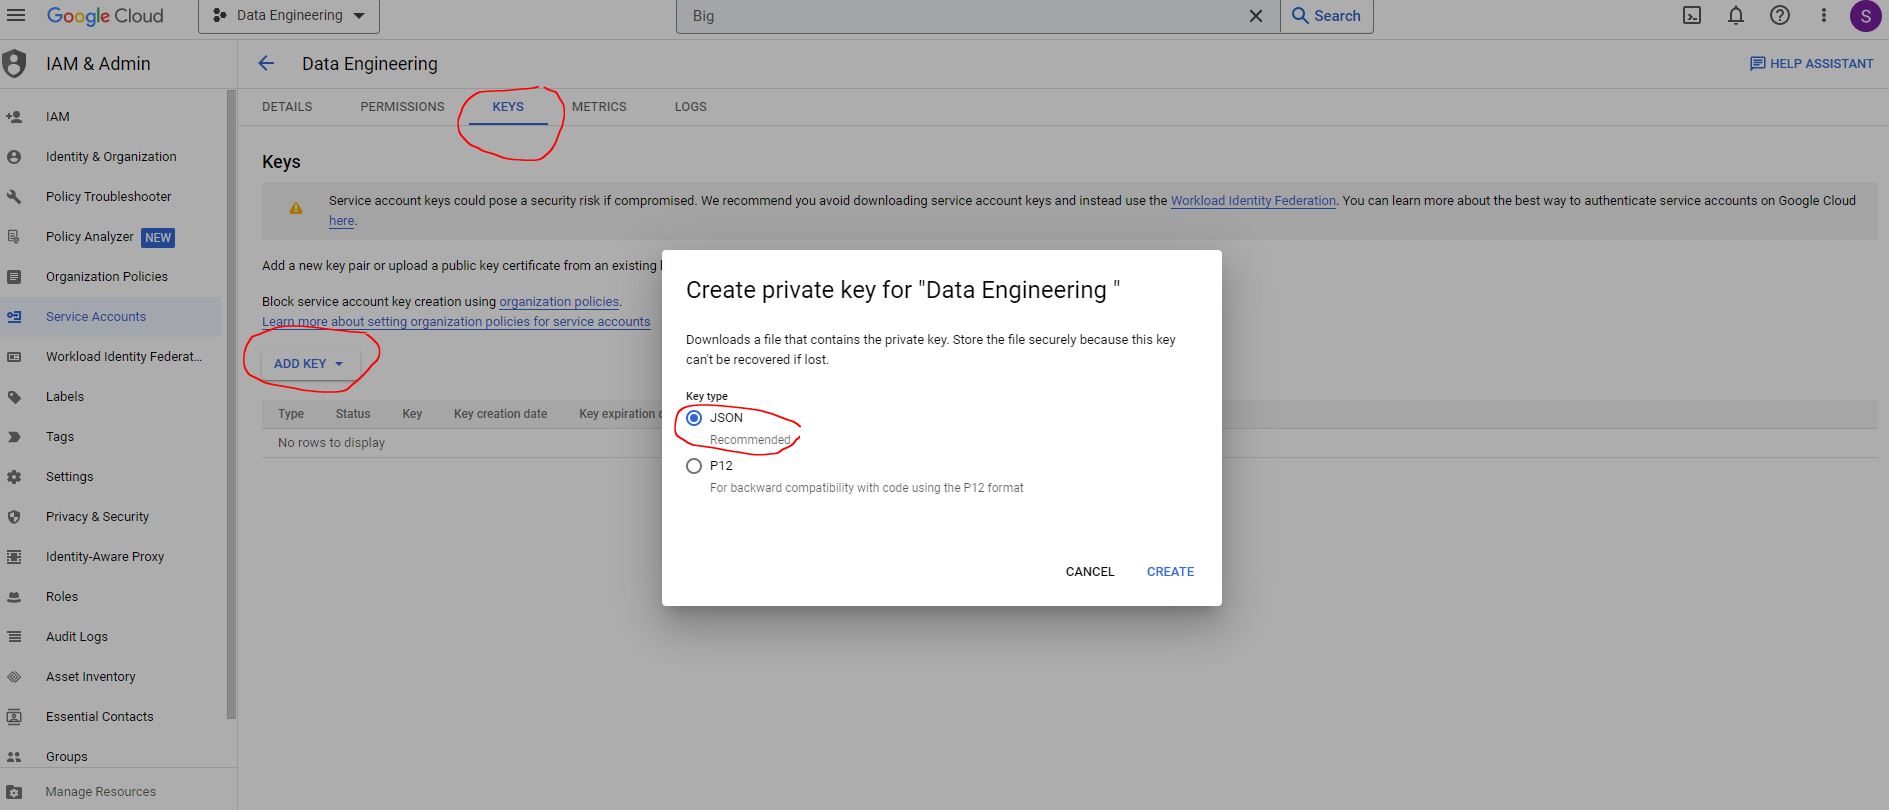 Google Cloud
Data Engineering
Big
Search
S
IAM & Admin
Data Engineering
HELP ASSISTANT
DETAILS PERMISSIONS KEYS METRICS LOGS
IAM
Identity & Organization
Policy Troubleshooter
Policy Analyzer NEW
Organization Policies
Service Accounts
Workload Identity Federat...
Labels
Tags
Settings
Privacy & Security
Identity-Aware Proxy
Roles
Audit Logs
Asset Inventory
Essential Contacts
Groups
Manage Resources
Keys
Service account keys could pose a security risk if compromised. We recommend you avoid downloading service account keys and instead use the Workload Identity Federation. You can learn more about the best way to authenticate service accounts on Google Cloud
here.
Add a new key pair or upload a public key certificate from an existing
Block service account key creation using organization policies.
Learn more about setting organization policies for service accounts
ADD KEY
Type Status Key Key creation date Key expiration
No rows to display
Create private key for "Data Engineering "
Downloads a file that contains the private key. Store the file securely because this key
can't be recovered if lost.
Key type
JSON
Recommended
P12
For backward compatibility with code using the P12 format
CANCEL CREATE